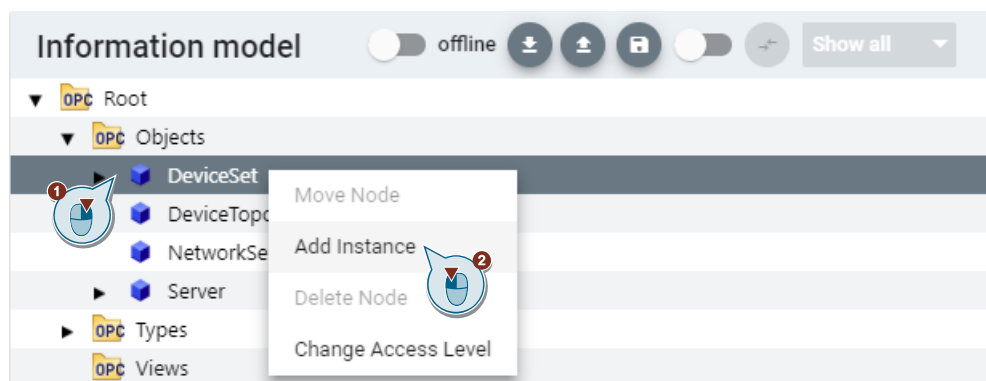 Information model offline Show all
OPC Root
OPC Objects
DeviceSet
1
Move Node
DeviceTopo
Add Instance
2
NetworkSe
Delete Node
Server
OPC Types
Change Access Level
OPC Views